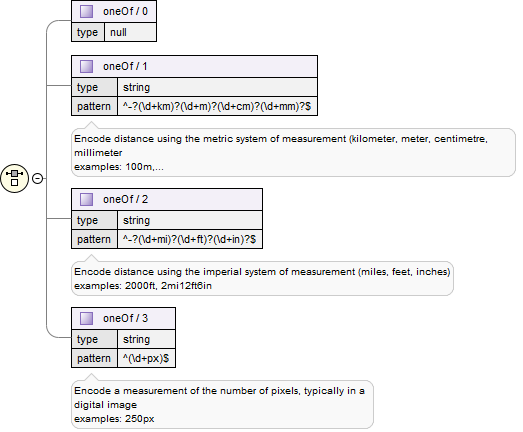 oneOf / 0
type null
oneOf / 1
type string
pattern ^-?(\d+km)?(\d+m)?(\d+cm)?(\d+mm)?$
Encode distance using the metric system of measurement (kilometer, meter, centimetre,
millimeter
examples: 100m,...
oneOf / 2
type string
pattern ^-?(\d+mi)?(\d+ft)?(\d+in)?$
Encode distance using the imperial system of measurement (miles, feet, inches)
examples: 2000ft, 2mi12ft6in
oneOf / 3
type string
pattern ^(\d+px)$
Encode a measurement of the number of pixels, typically in a
digital image
examples: 250px